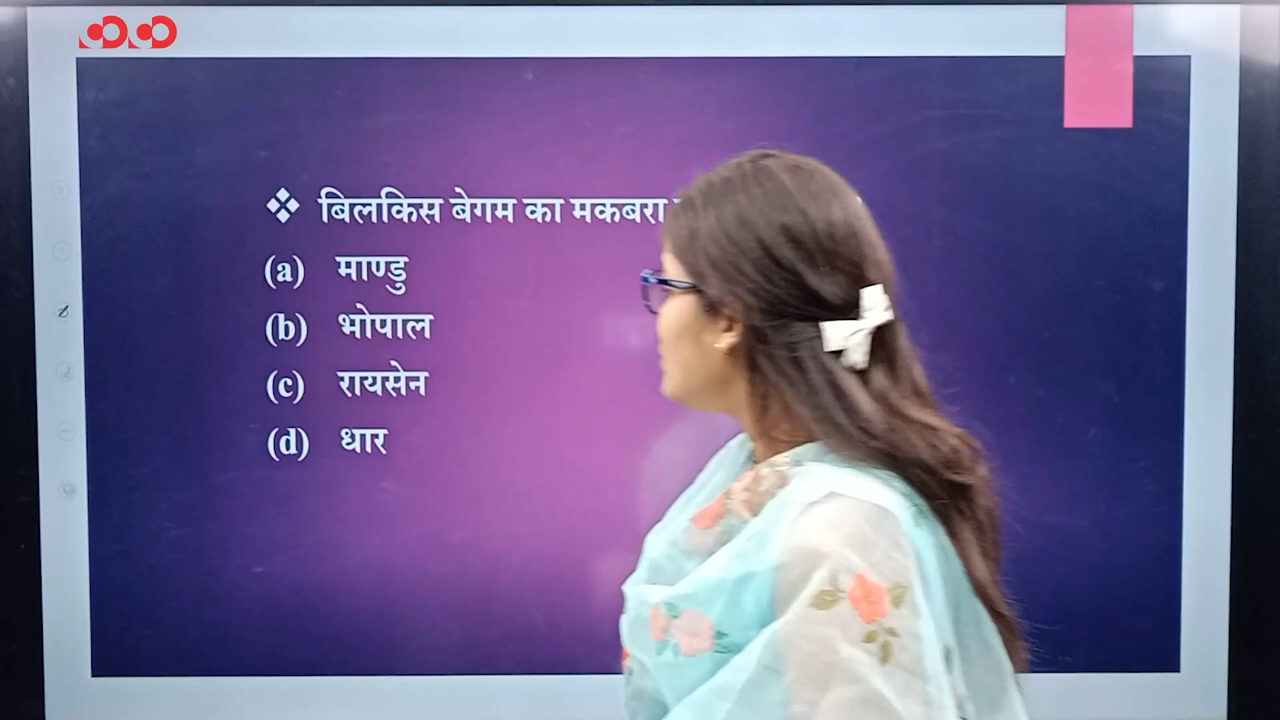 ❖ बिलकिस बेगम का मकबरा
(a) माण्डु
(b) भोपाल
(c) रायसेन
(d) धार